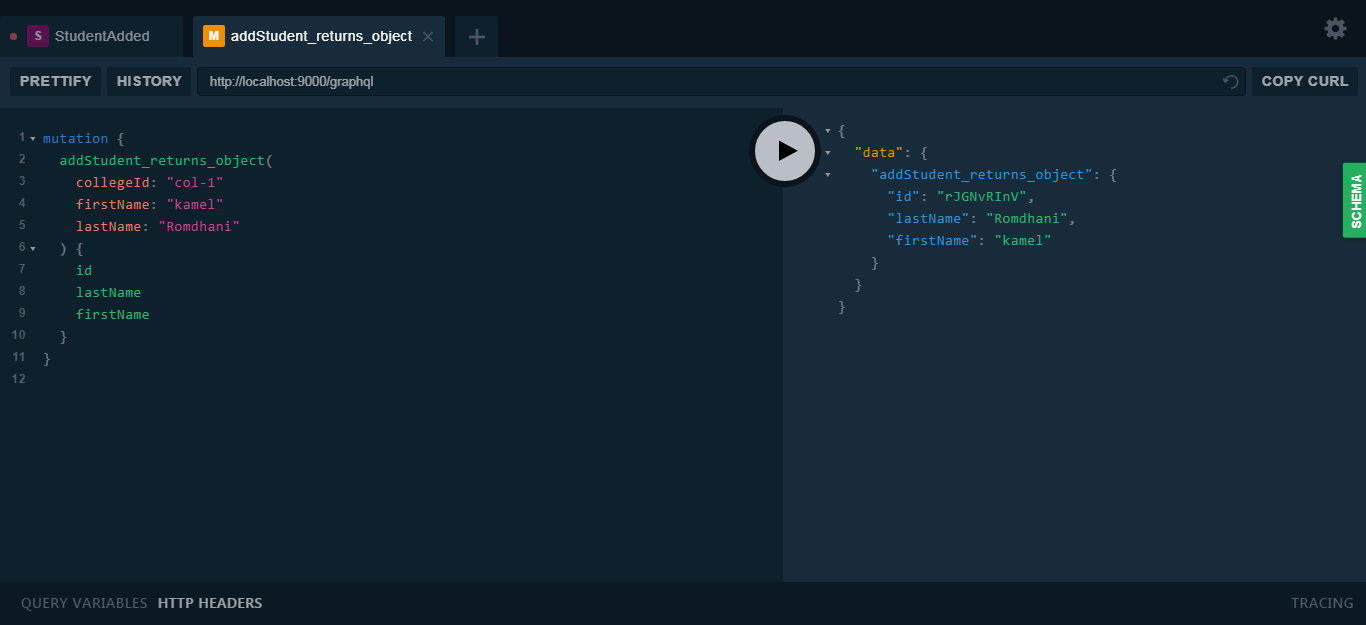 S StudentAdded
M addStudent_returns_object
PRETTIFY HISTORY http://localhost:9000/graphql COPY CURL
1 mutation {
2 addStudent_returns_object(
3 collegeId: "col-1"
4 firstName: "kamel"
5 lastName: "Romdhani"
6 ) {
7 id
8 lastName
9 firstName
10 }
11 }
12
{
"data": {
"addStudent_returns_object": {
"id": "rJGNvRInV",
"lastName": "Romdhani",
"firstName": "kamel"
}
}
}
SCHEMA
QUERY VARIABLES HTTP HEADERS
TRACING